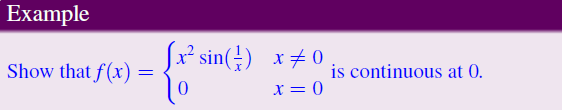 Example
Show that f(x) = { x² sin(1/x) x ≠ 0
0 x = 0 is continuous at 0.